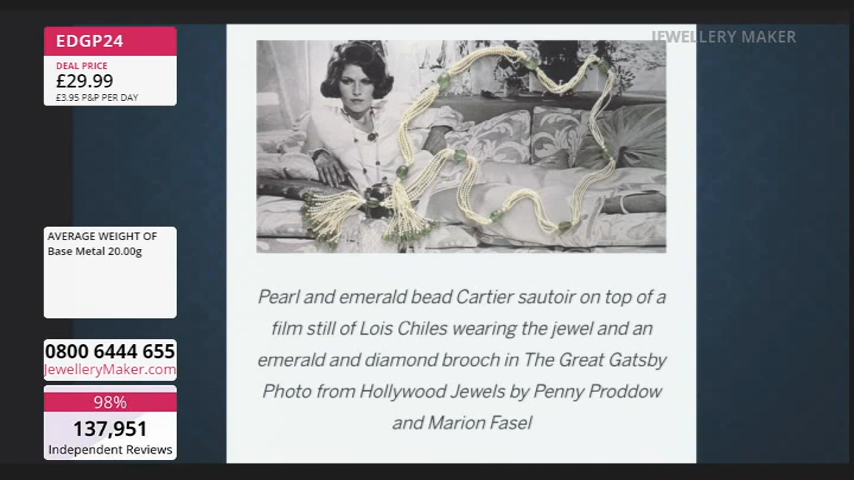 EDGP24
DEAL PRICE
£29.99
£3.95 P&P PER DAY
JEWELLERY MAKER
AVERAGE WEIGHT OF
Base Metal 20.00g
0800 6444 655
JewelleryMaker.com
98%
137,951
Independent Reviews
Pearl and emerald bead Cartier sautoir on top of a
film still of Lois Chiles wearing the jewel and an
emerald and diamond brooch in The Great Gatsby
Photo from Hollywood Jewels by Penny Proddow
and Marion Fasel